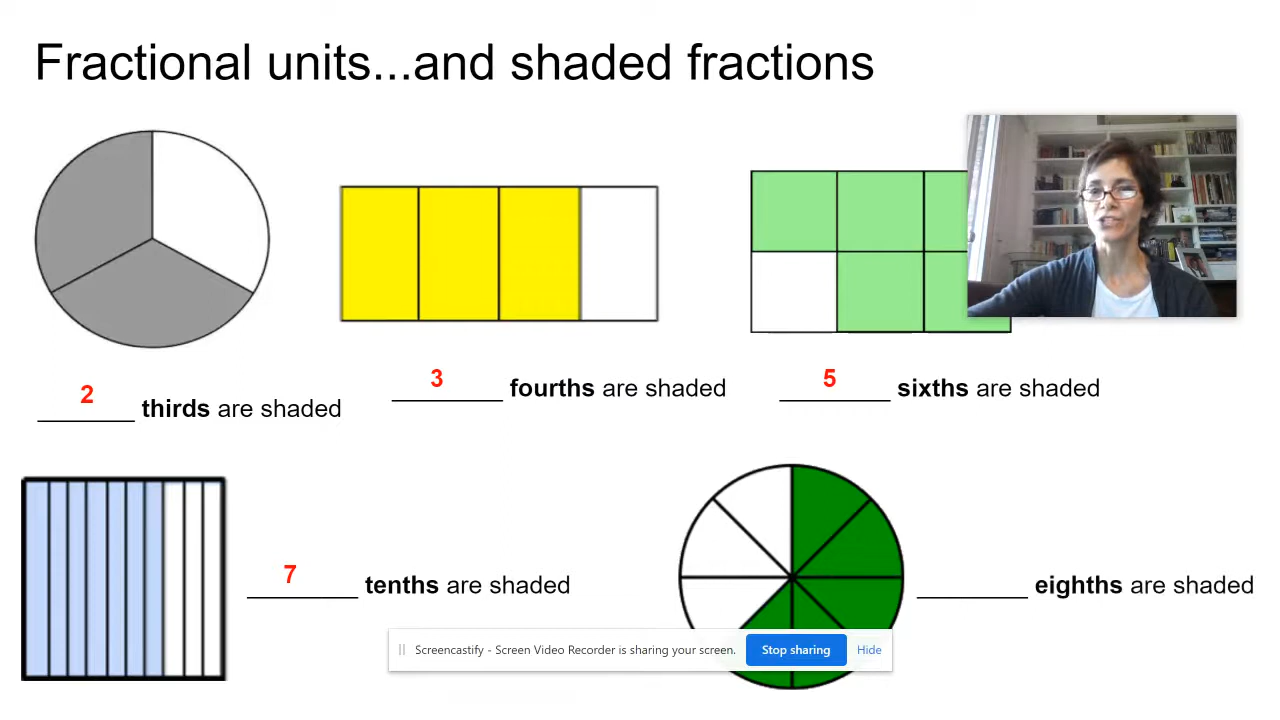 Fractional units...and shaded fractions
2 thirds are shaded
3 fourths are shaded
5 sixths are shaded
7 tenths are shaded
eighths are shaded
Screencastify - Screen Video Recorder is sharing your screen. Stop sharing Hide